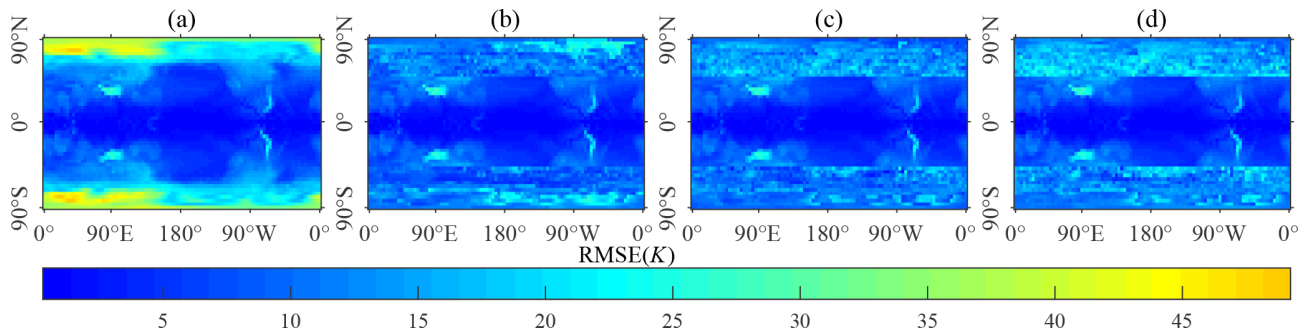 (a) (b) (c) (d)
90°N 90°N 90°N 90°N
0° 0° 0° 0°
90°S 90°S 90°S 90°S
0° 90°E 180° 90°W 0° 0° 90°E 180° 90°W 0° 0° 90°E 180° 90°W 0° 0° 90°E 180° 90°W 0°
RMSE(K)
5 10 15 20 25 30 35 40 45